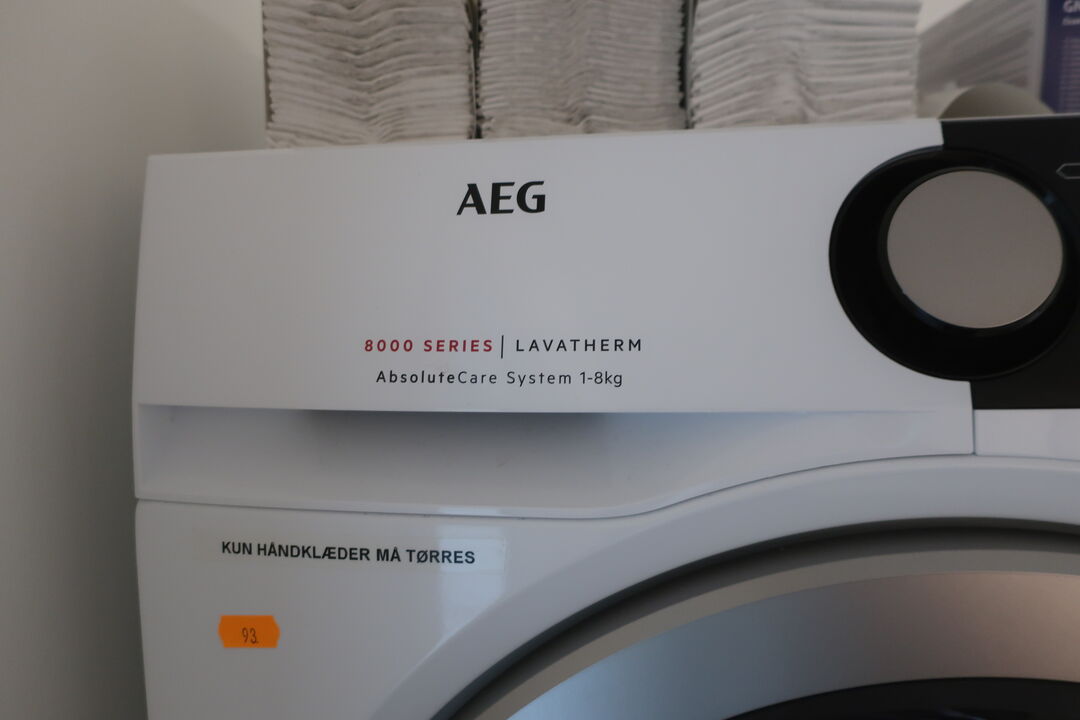 AEG
8000 SERIES | LAVATHERM
AbsoluteCare System 1-8kg
KUN HÅNDKLÆDER MÅ TØRRES
93